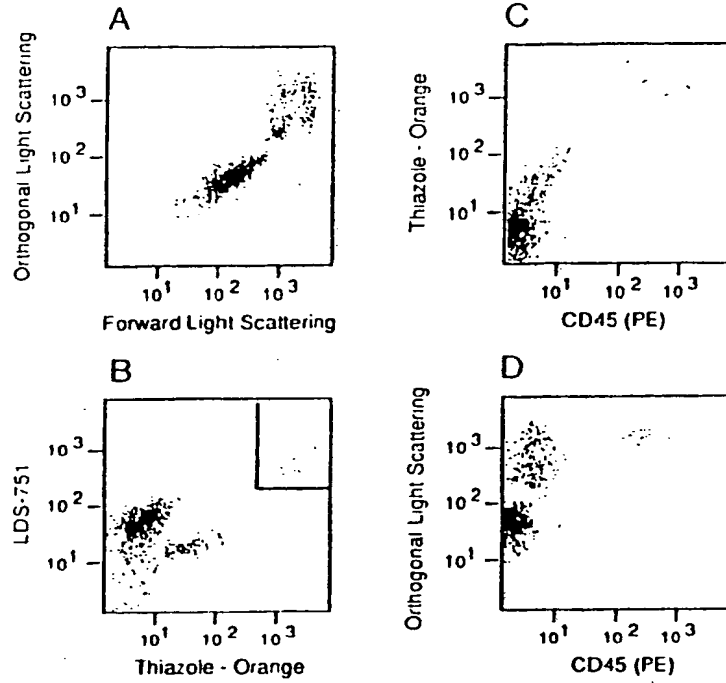 A
Orthogonal Light Scattering
10³
10²
10¹
10¹ 10² 10³
Forward Light Scattering
B
LDS-751
10³
10²
10¹
10¹ 10² 10³
Thiazole - Orange
C
Thiazole - Orange
10³
10²
10¹
10¹ 10² 10³
CD45 (PE)
D
Orthogonal Light Scattering
10³
10²
10¹
10¹ 10² 10³
CD45 (PE)